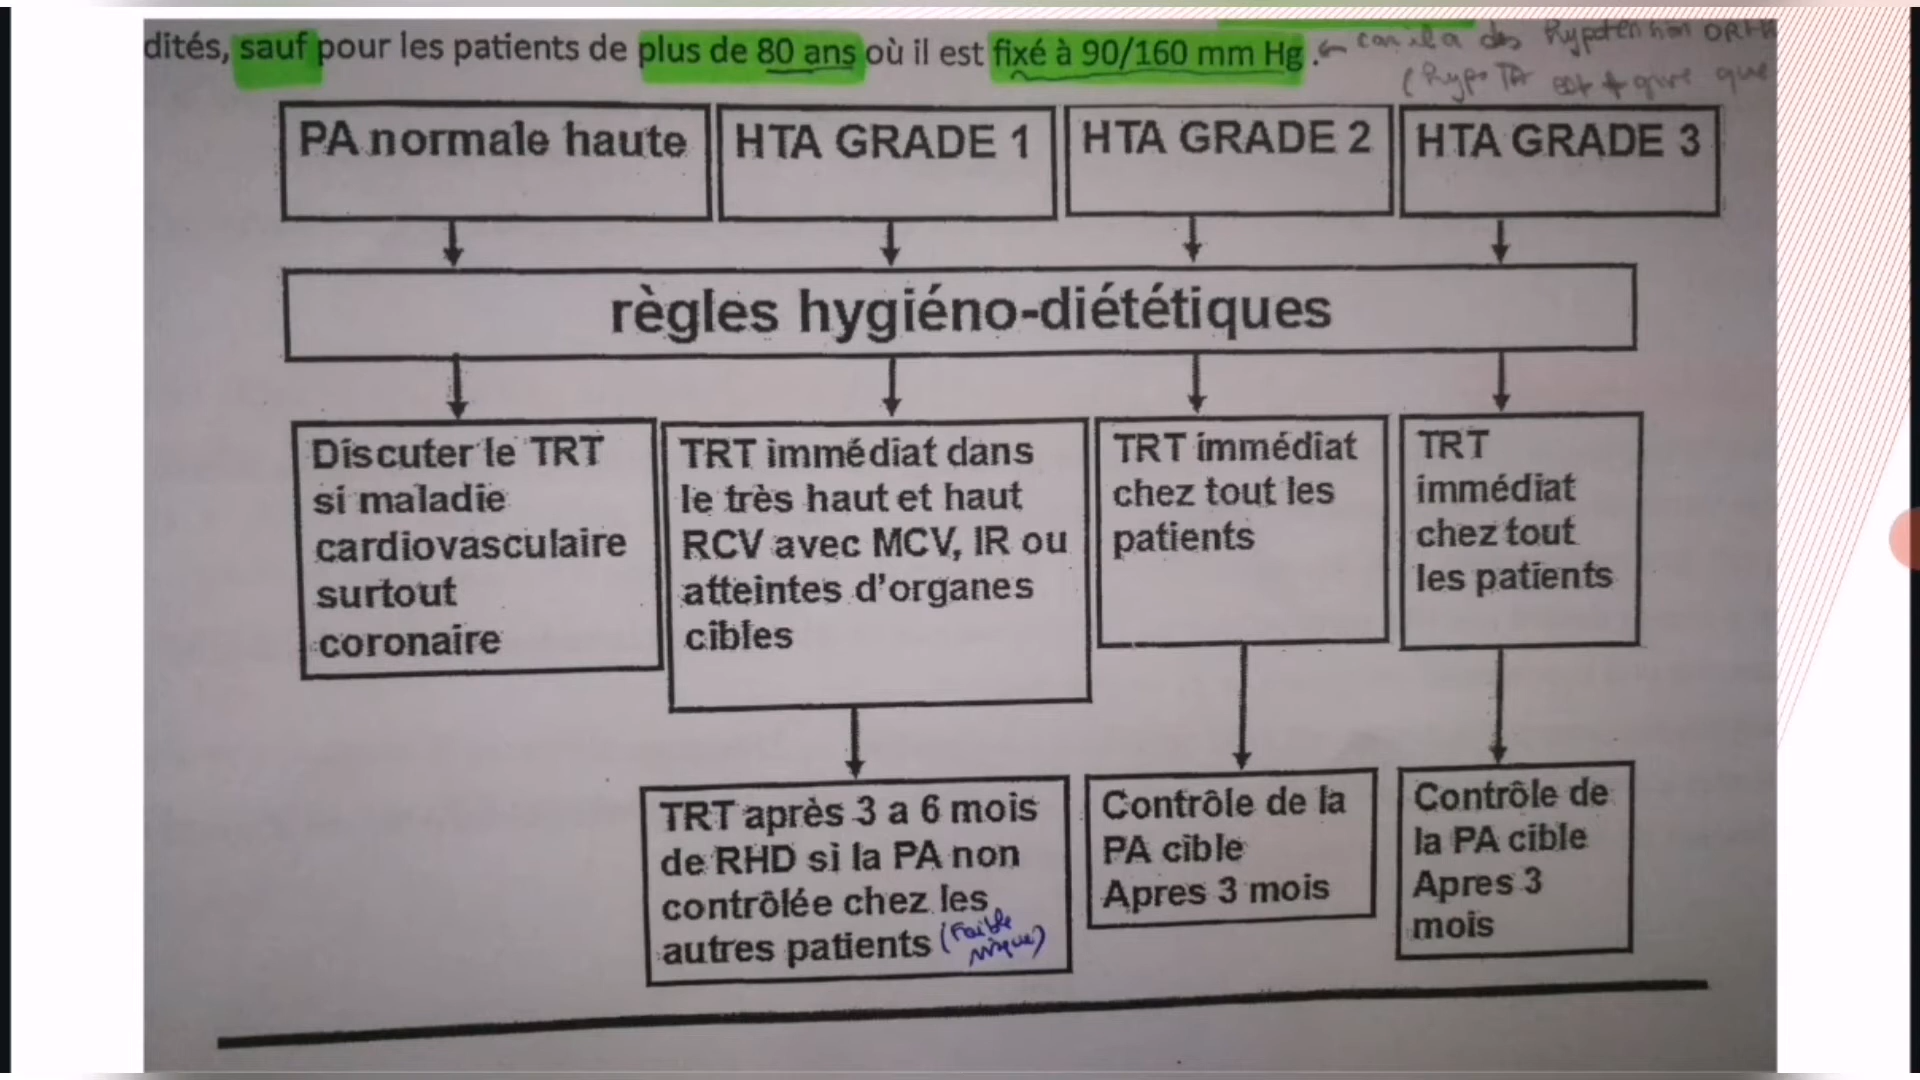 dités, sauf pour les patients de plus de 80 ans où il est fixé à 90/160 mm Hg .
PA normale haute
HTA GRADE 1
HTA GRADE 2
HTA GRADE 3
règles hygiéno-diététiques
Discuter le TRT
si maladie
cardiovasculaire
surtout
coronaire
TRT immédiat dans
le très haut et haut
RCV avec MCV, IR ou
atteintes d'organes
cibles
TRT immédiat
chez tout les
patients
TRT
immédiat
chez tout
les patients
TRT après 3 a 6 mois
de RHD si la PA non
contrôlée chez les
autres patients (Faible
risque)
Contrôle de la
PA cible
Apres 3 mois
Contrôle de
la PA cible
Apres 3
mois